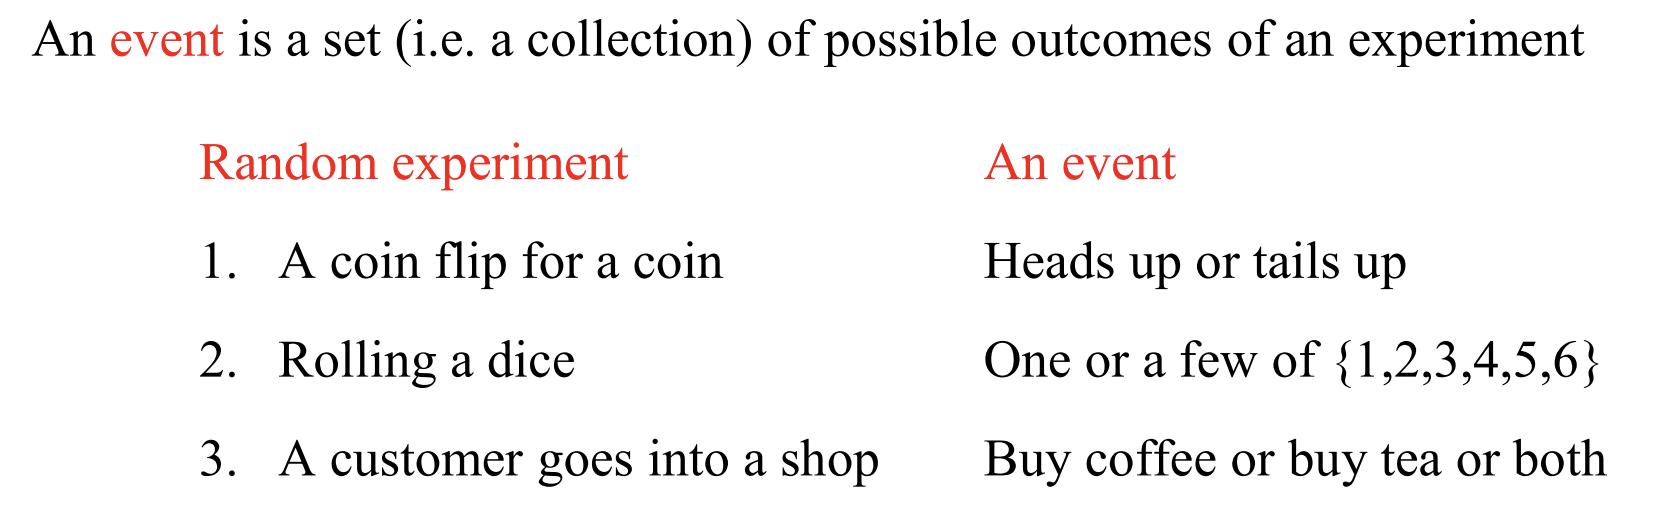 An event is a set (i.e. a collection) of possible outcomes of an experiment
Random experiment An event
1. A coin flip for a coin Heads up or tails up
2. Rolling a dice One or a few of {1,2,3,4,5,6}
3. A customer goes into a shop Buy coffee or buy tea or both